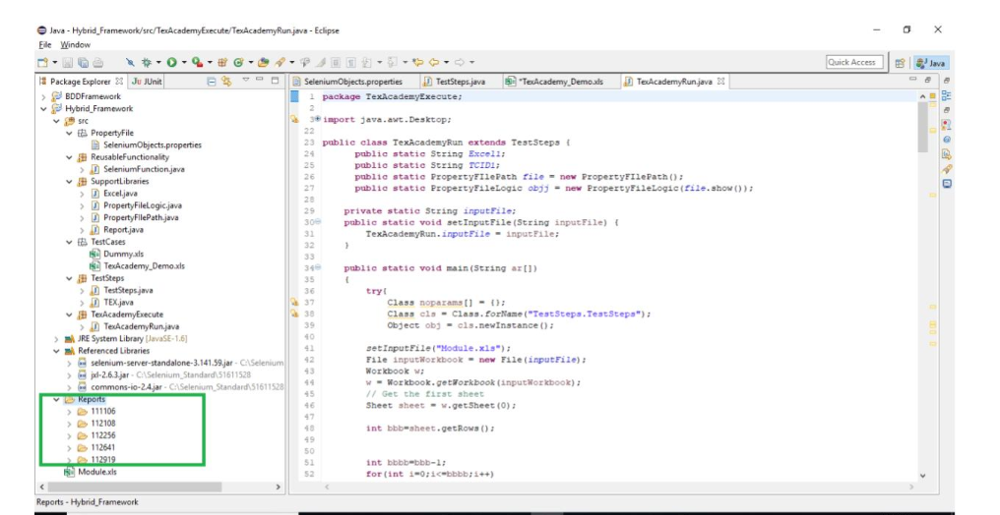 Java - Hybrid_Framework/src/TexAcademyExecute/TexAcademyRun.java - Eclipse
File Window
Quick Access
Java
Package Explorer
Ju JUnit
SeleniumObjects.properties
TestSteps.java
*TexAcademy_Demo.xls
TexAcademyRun.java
BDDFramework
Hybrid_Framework
src
PropertyFile
SeleniumObjects.properties
ReusableFunctionality
SeleniumFunction.java
SupportLibraries
Excel.java
PropertyFileLogic.java
PropertyFIlePath.java
Report.java
TestCases
Dummy.xls
TexAcademy_Demo.xls
TestSteps
TestSteps.java
TEX.java
TexAcademyExecute
TexAcademyRun.java
JRE System Library [JavaSE-1.6]
Referenced Libraries
selenium-server-standalone-3.141.59.jar - C:\Selenium
jxl-2.6.3.jar - C:\Selenium_Standard\51611528
commons-io-2.4.jar - C:\Selenium_Standard\51611528
Reports
111106
112108
112256
112641
112919
Module.xls
1 package TexAcademyExecute;
2
3 import java.awt.Desktop;
22
23 public class TexAcademyRun extends TestSteps {
24 public static String Excel1;
25 public static String TCID1;
26 public static PropertyFIlePath file = new PropertyFIlePath();
27 public static PropertyFileLogic objj = new PropertyFileLogic(file.show());
28
29 private static String inputFile;
30 public static void setInputFile(String inputFile) {
31 TexAcademyRun.inputFile = inputFile;
32 }
33
34 public static void main(String ar[])
35 {
36 try{
37 Class noparams[] = {};
38 Class cls = Class.forName("TestSteps.TestSteps");
39 Object obj = cls.newInstance();
40
41 setInputFile("Module.xls");
42 File inputWorkbook = new File(inputFile);
43 Workbook w;
44 w = Workbook.getWorkbook(inputWorkbook);
45 // Get the first sheet
46 Sheet sheet = w.getSheet(0);
47
48 int bbb=sheet.getRows();
49
50
51 int bbbb=bbb-1;
52 for(int i=0;i<=bbbb;i++)
Reports - Hybrid_Framework